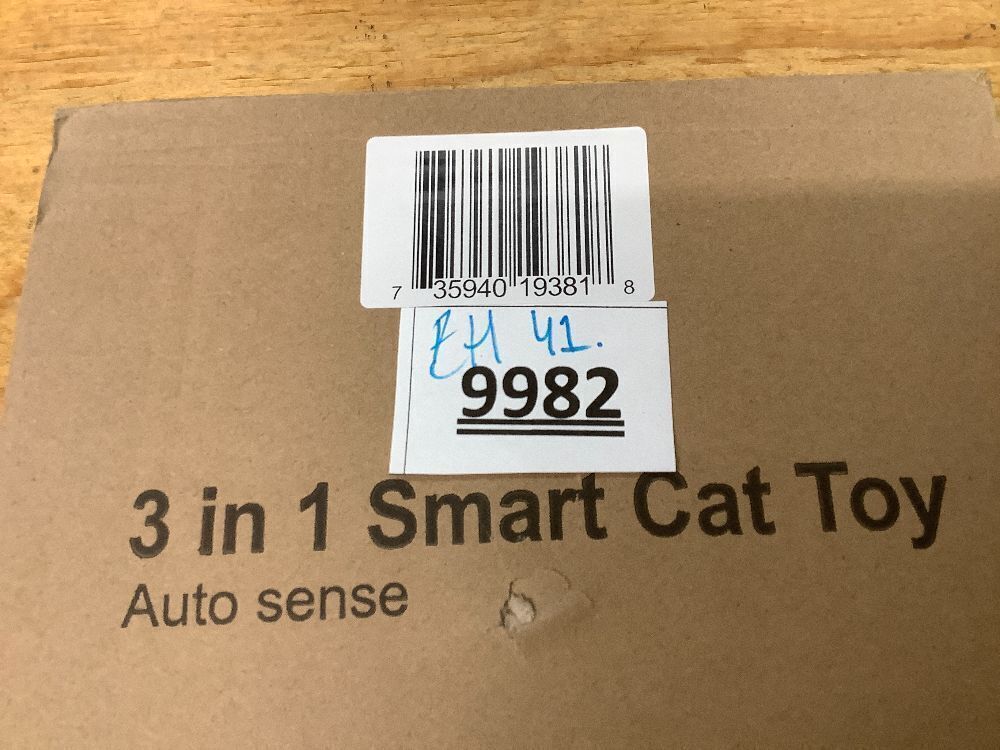 7 35940 19381 8
EH 41.
9982
3 in 1 Smart Cat Toy
Auto sense